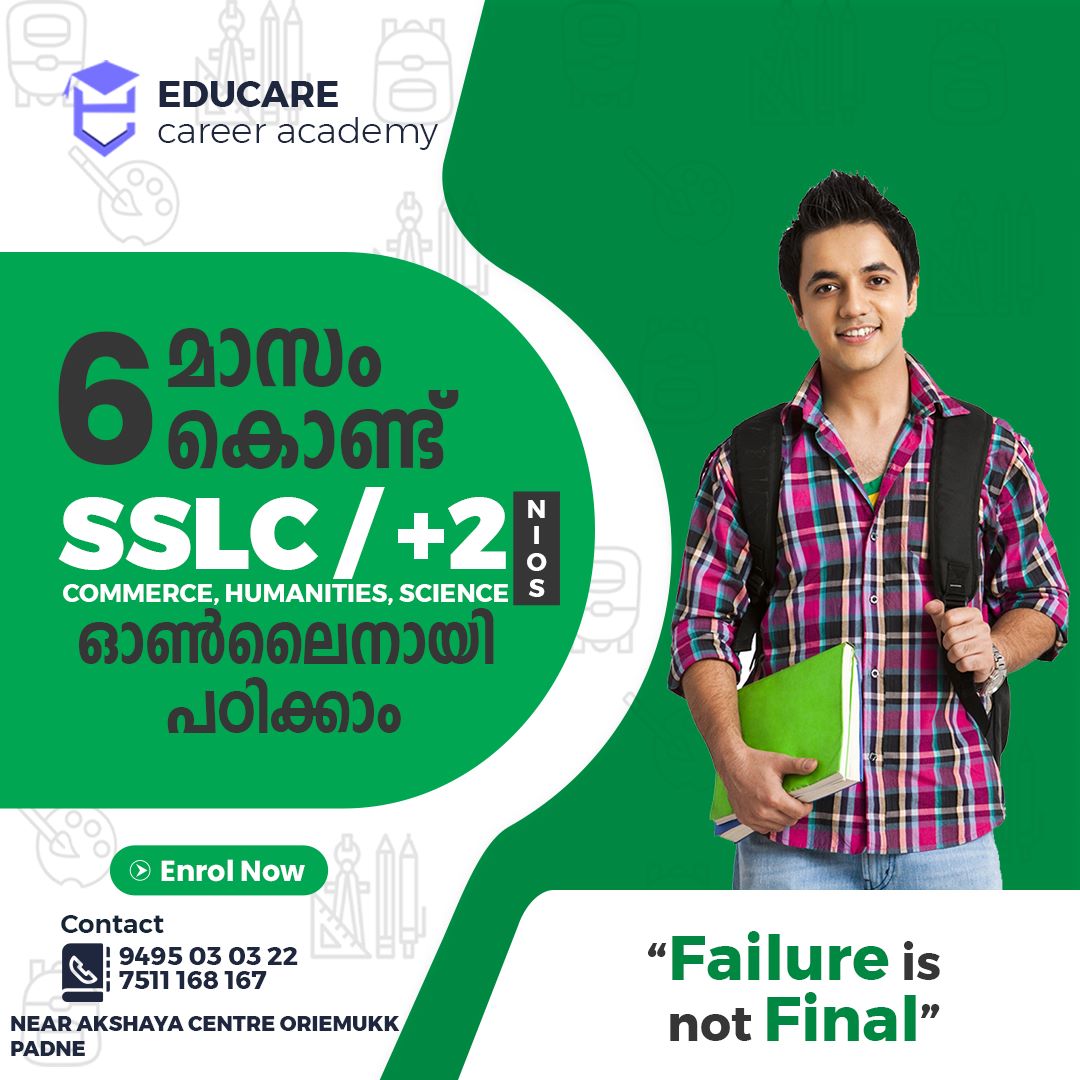 EDUCARE
career academy
6 മാസം
കൊണ്ട്
SSLC / +2
NIOS
COMMERCE, HUMANITIES, SCIENCE
ഓൺലൈനായി
പഠിക്കാം
Enrol Now
Contact
9495 03 03 22
7511 168 167
NEAR AKSHAYA CENTRE ORIEMUKK
PADNE
“Failure is
not Final”